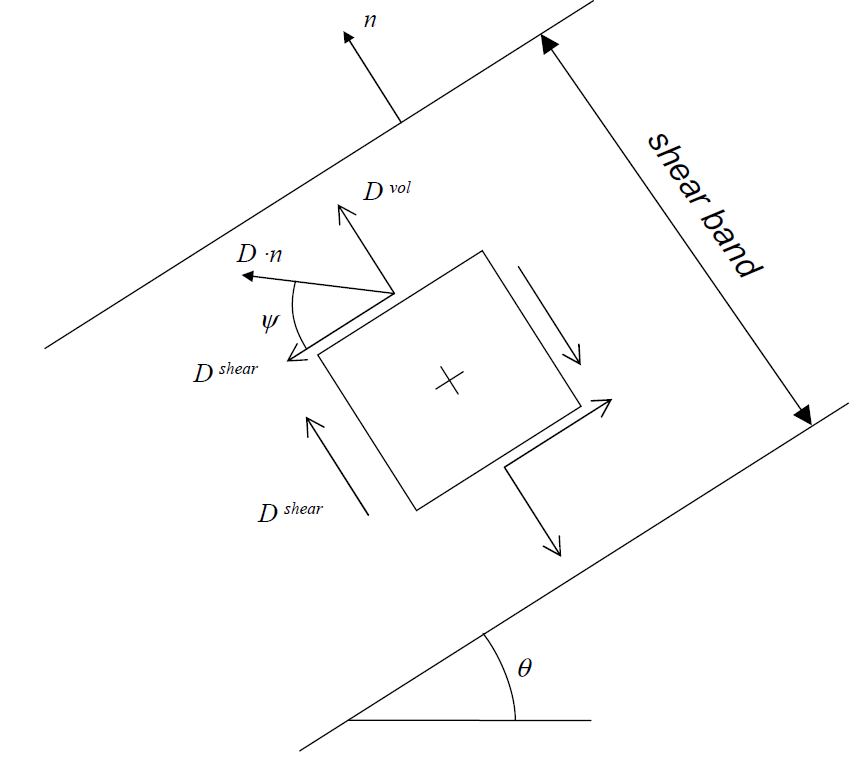 n
D vol
D ·n
ψ
D shear
D shear
shear band
θ